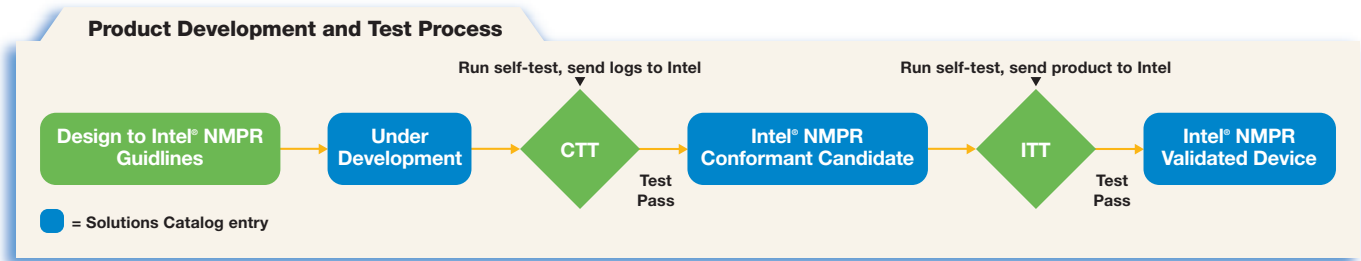 Product Development and Test Process
Run self-test, send logs to Intel
Run self-test, send product to Intel
Design to Intel® NMPR
Guidlines
Under
Development
CTT
Test
Pass
Intel® NMPR
Conformant Candidate
ITT
Test
Pass
Intel® NMPR
Validated Device
= Solutions Catalog entry